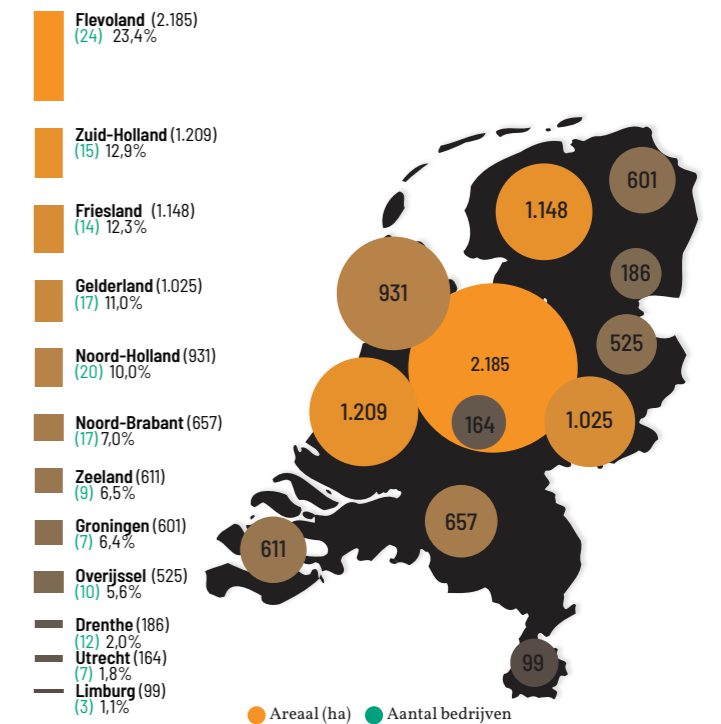 Flevoland (2.185)
(24) 23,4%
Zuid-Holland (1.209)
(15) 12,9%
Friesland (1.148)
(14) 12,3%
Gelderland (1.025)
(17) 11,0%
Noord-Holland (931)
(20) 10,0%
Noord-Brabant (657)
(17) 7,0%
Zeeland (611)
(9) 6,5%
Groningen (601)
(7) 6,4%
Overijssel (525)
(10) 5,6%
Drenthe (186)
(12) 2,0%
Utrecht (164)
(7) 1,8%
Limburg (99)
(3) 1,1%
601
1.148
186
931
525
2.185
1.209
164
1.025
657
611
99
Areaal (ha) Aantal bedrijven